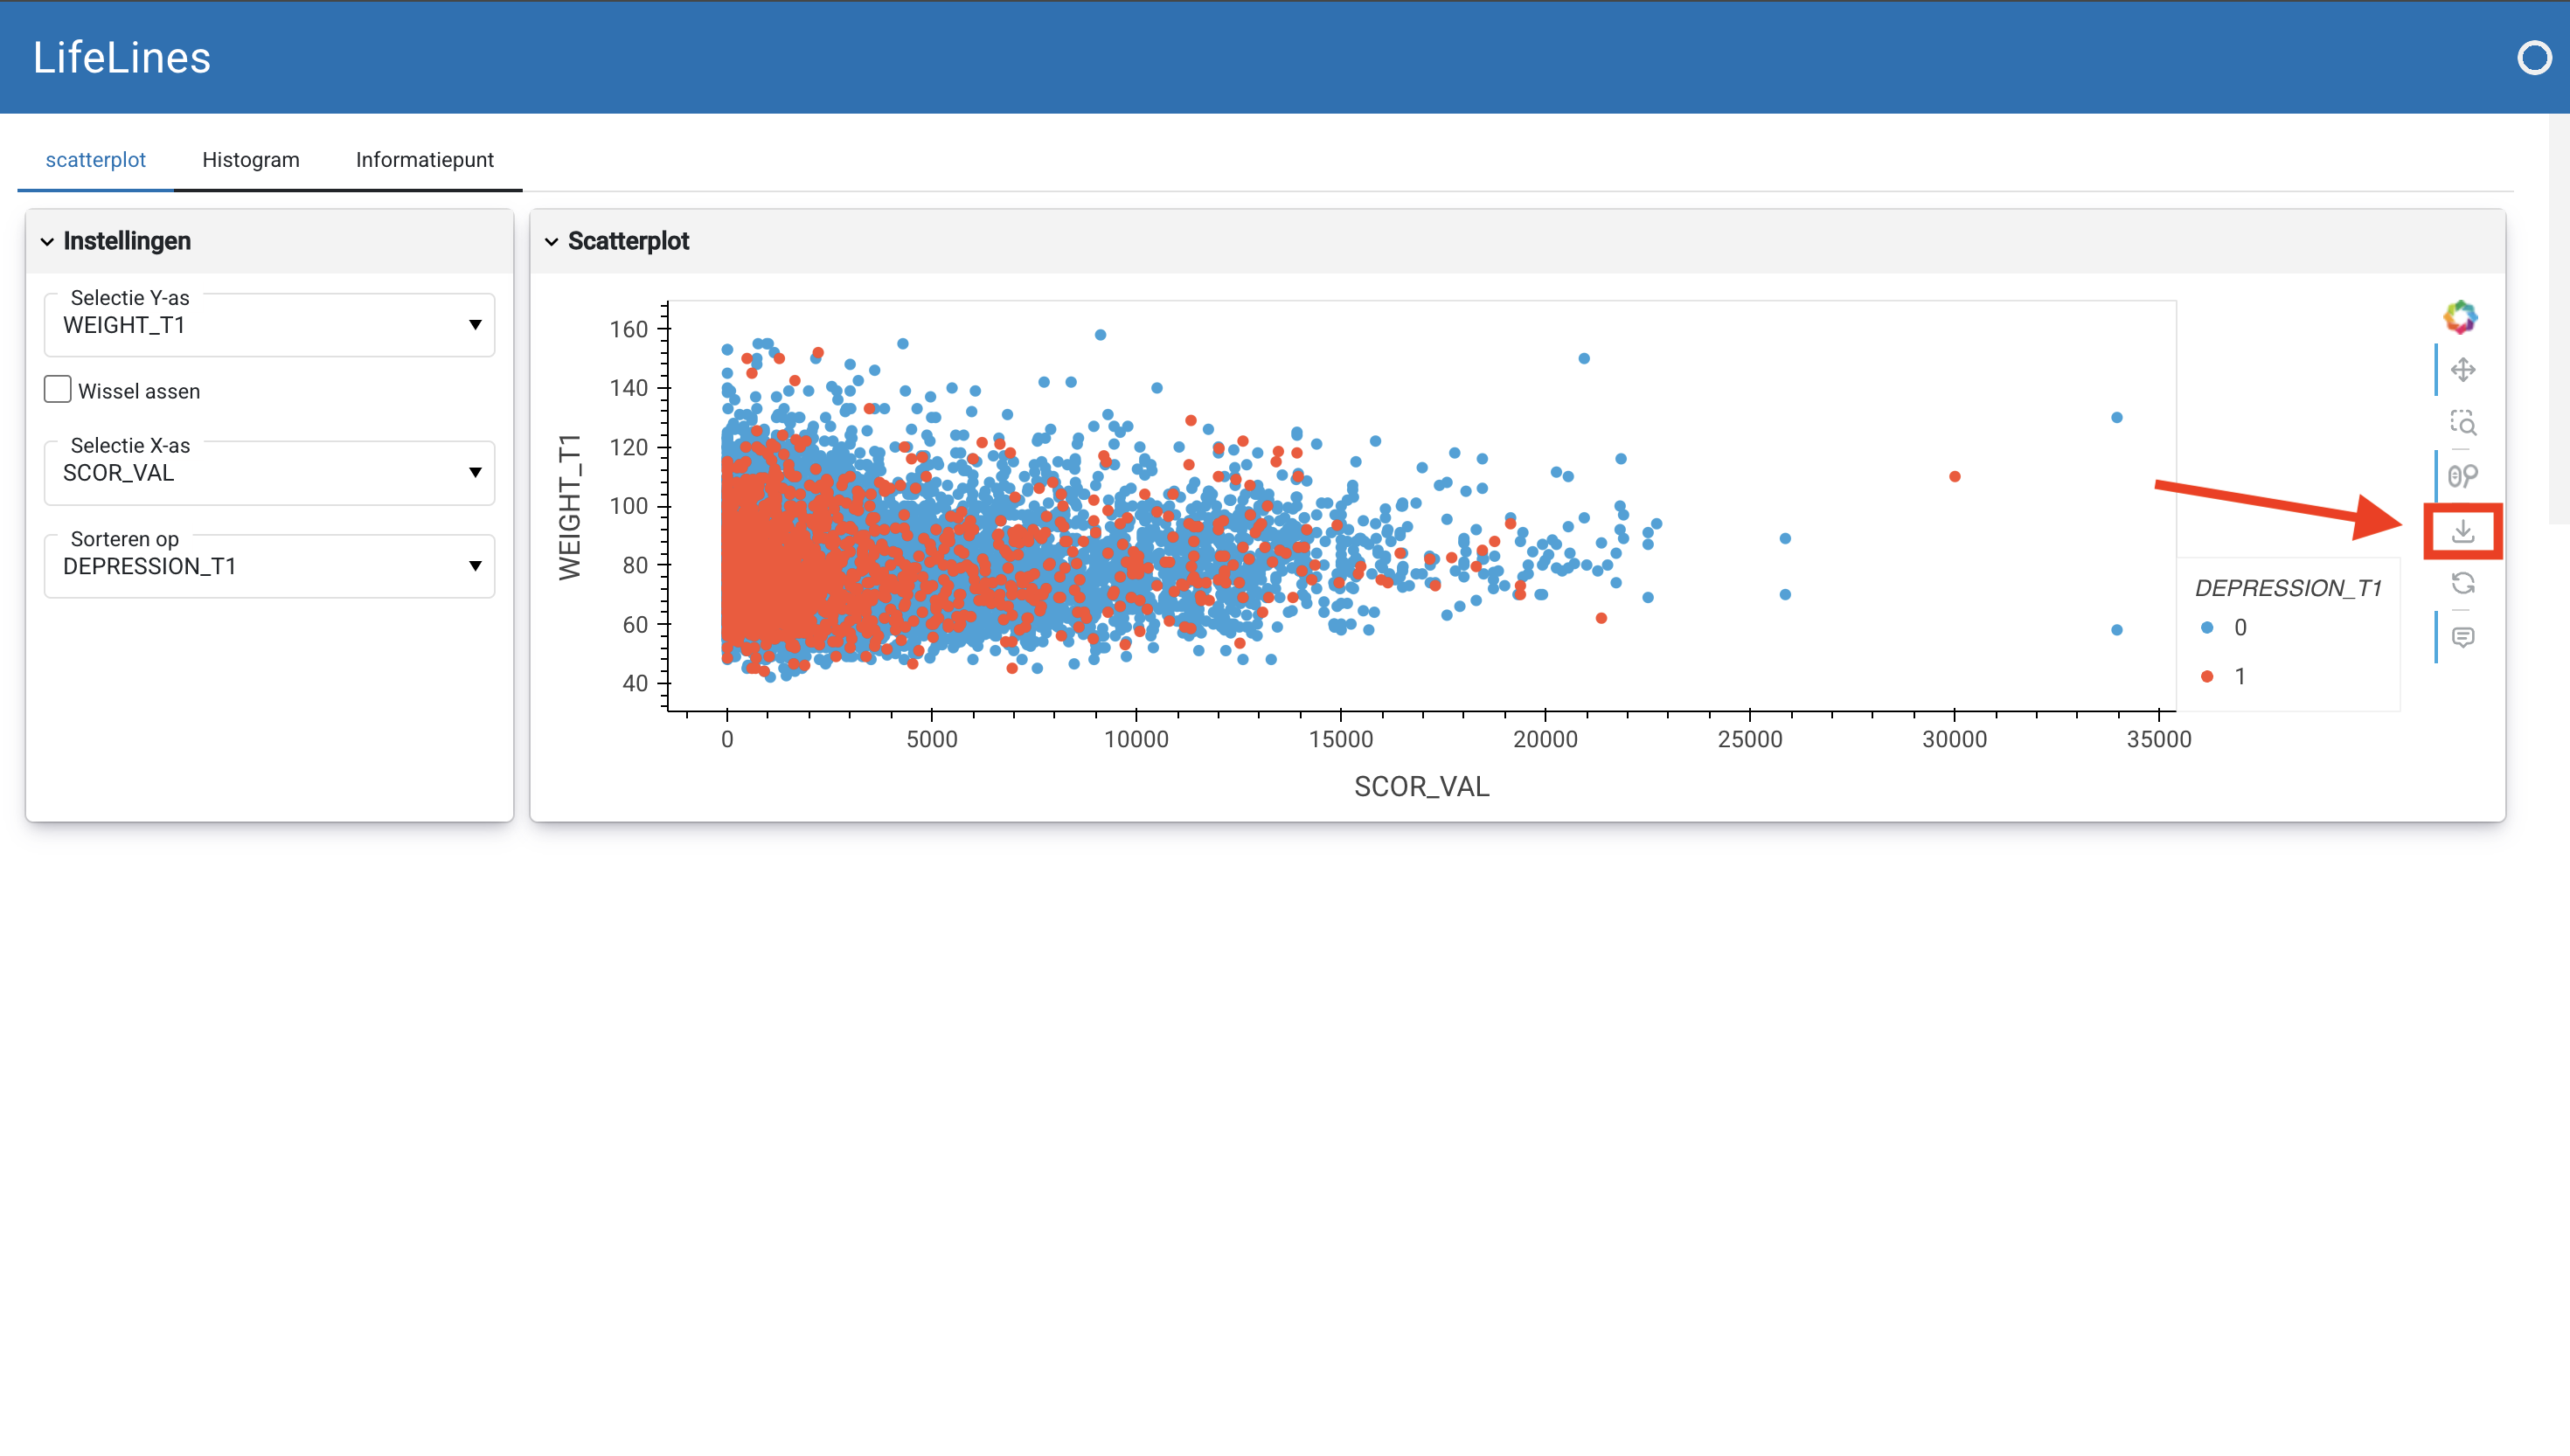 LifeLines
scatterplot Histogram Informatiepunt
Instellingen
Selectie Y-as
WEIGHT_T1
Wissel assen
Selectie X-as
SCOR_VAL
Sorteren op
DEPRESSION_T1
Scatterplot
160
140
120
100
80
60
40
WEIGHT_T1
0 5000 10000 15000 20000 25000 30000 35000
SCOR_VAL
DEPRESSION_T1
0
1